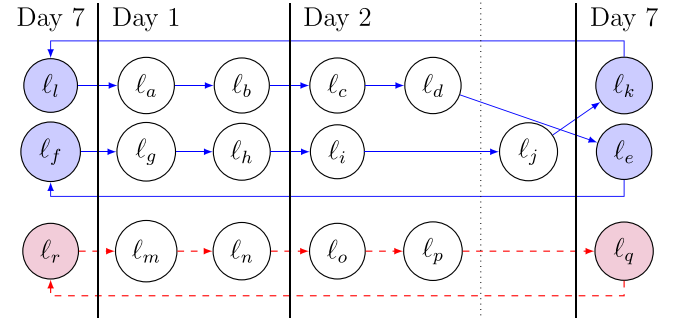 Day 7 Day 1 Day 2 Day 7
ℓ_l ℓ_a ℓ_b ℓ_c ℓ_d ℓ_k
ℓ_f ℓ_g ℓ_h ℓ_i ℓ_j ℓ_e
ℓ_r ℓ_m ℓ_n ℓ_o ℓ_p ℓ_q